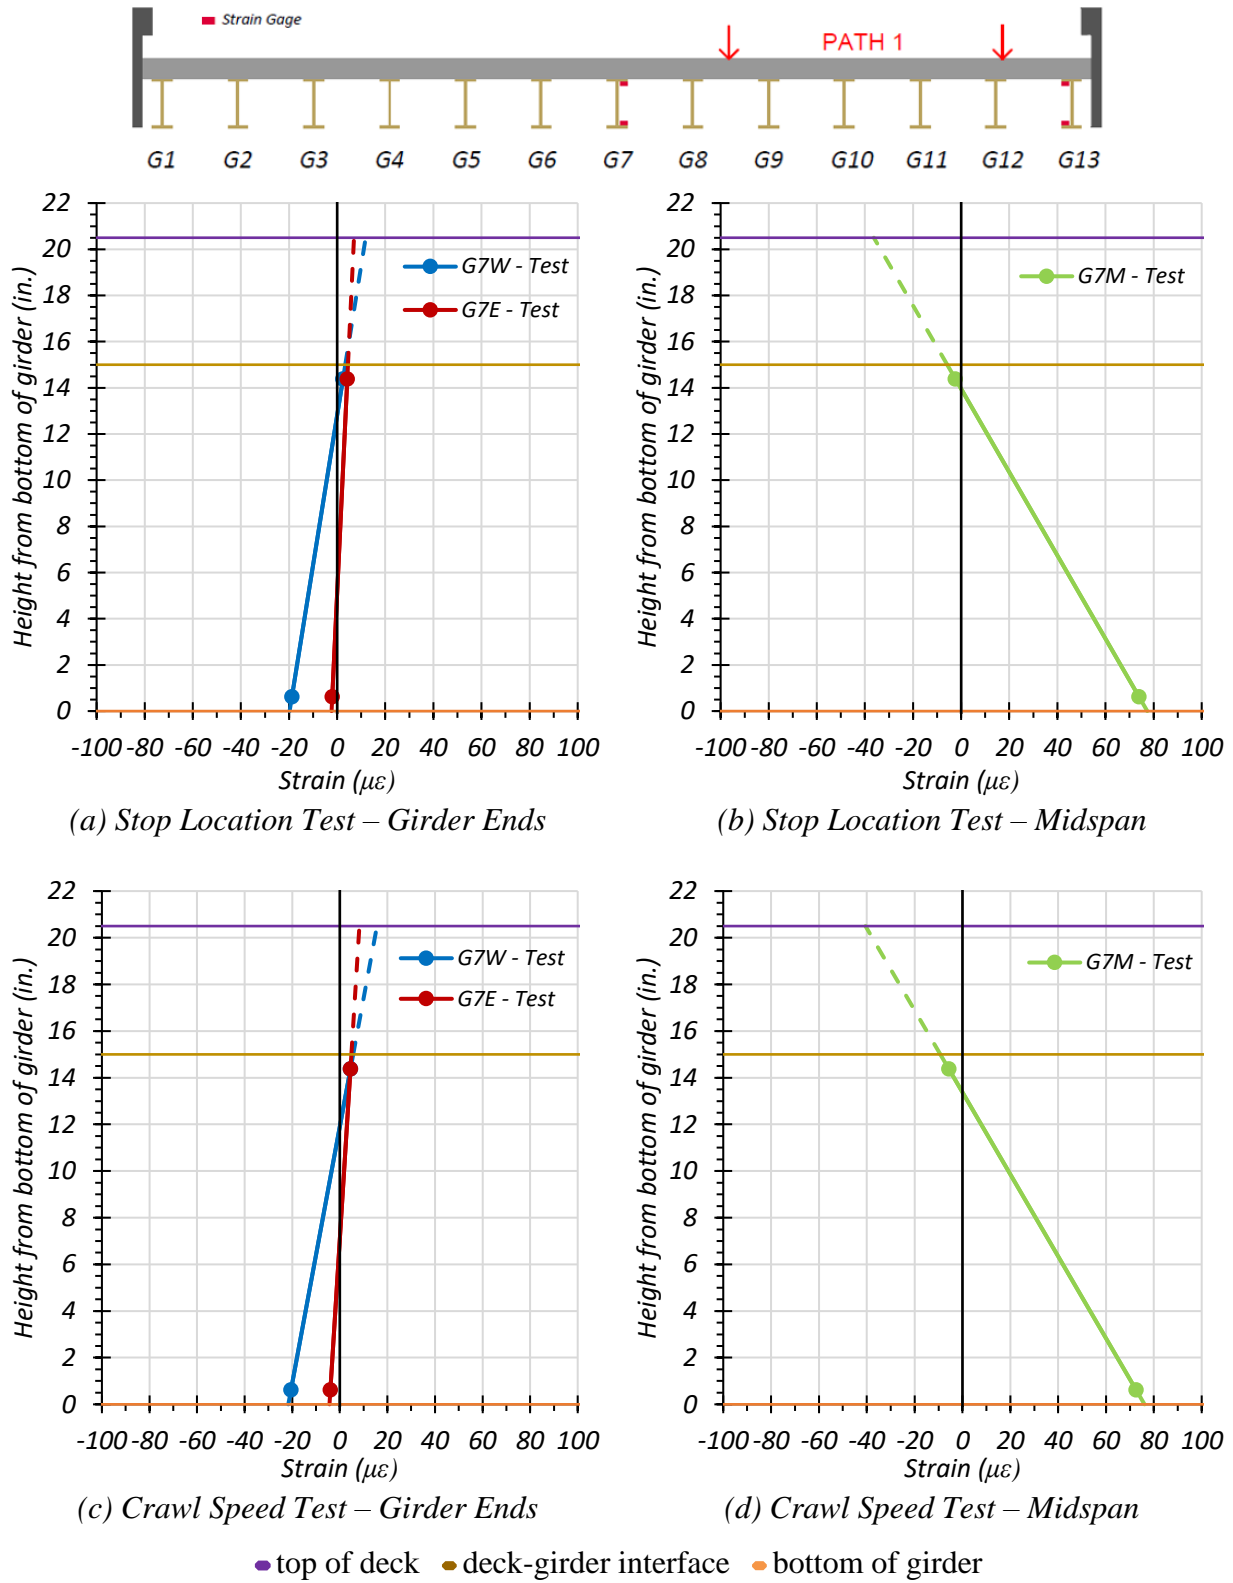 Strain Gage
PATH 1
G1 G2 G3 G4 G5 G6 G7 G8 G9 G10 G11 G12 G13
Height from bottom of girder (in.)
22
20
18
16
14
12
10
8
6
4
2
0
G7W - Test
G7E - Test
-100 -80 -60 -40 -20 0 20 40 60 80 100
Strain (με)
(a) Stop Location Test – Girder Ends
Height from bottom of girder (in.)
22
20
18
16
14
12
10
8
6
4
2
0
G7M - Test
-100 -80 -60 -40 -20 0 20 40 60 80 100
Strain (με)
(b) Stop Location Test – Midspan
Height from bottom of girder (in.)
22
20
18
16
14
12
10
8
6
4
2
0
G7W - Test
G7E - Test
-100 -80 -60 -40 -20 0 20 40 60 80 100
Strain (με)
(c) Crawl Speed Test – Girder Ends
Height from bottom of girder (in.)
22
20
18
16
14
12
10
8
6
4
2
0
G7M - Test
-100 -80 -60 -40 -20 0 20 40 60 80 100
Strain (με)
(d) Crawl Speed Test – Midspan
top of deck deck-girder interface bottom of girder